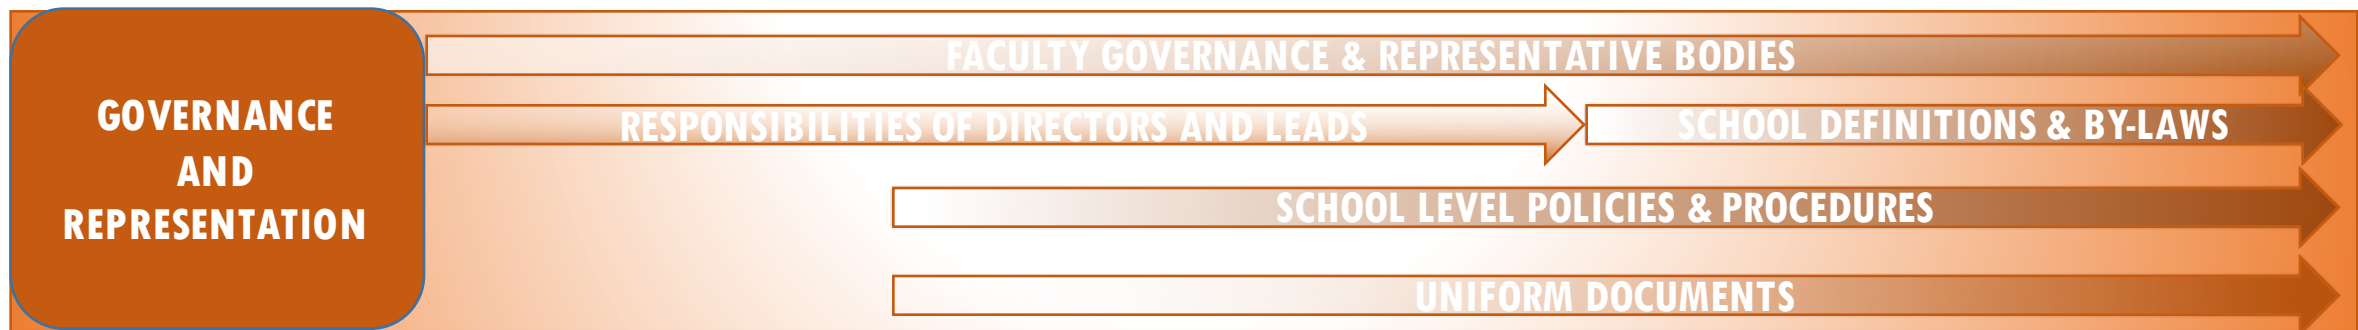 GOVERNANCE
AND
REPRESENTATION
FACULTY GOVERNANCE & REPRESENTATIVE BODIES
RESPONSIBILITIES OF DIRECTORS AND LEADS
SCHOOL DEFINITIONS & BY-LAWS
SCHOOL LEVEL POLICIES & PROCEDURES
UNIFORM DOCUMENTS